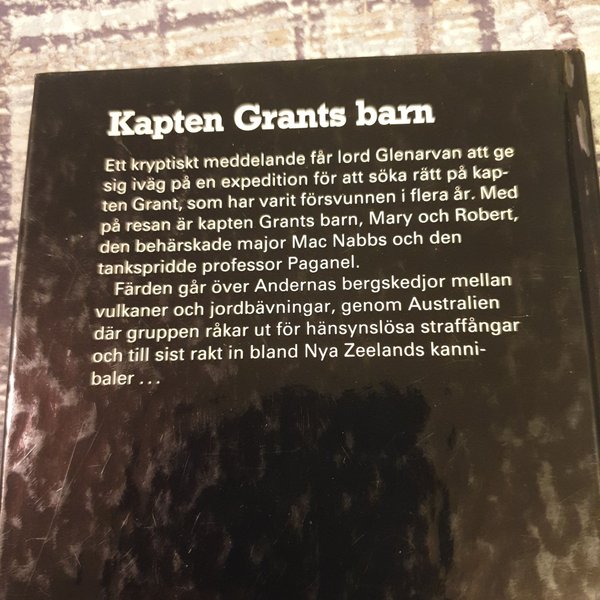 Kapten Grants barn
Ett kryptiskt meddelande får lord Glenarvan att ge
sig iväg på en expedition för att söka rätt på kap-
ten Grant, som har varit försvunnen i flera år. Med
på resan är kapten Grants barn, Mary och Robert,
den behärskade major Mac Nabbs och den
tankspridde professor Paganel.
Färden går över Andernas bergskedjor mellan
vulkaner och jordbävningar, genom Australien
där gruppen råkar ut för hänsynslösa straffångar
och till sist rakt in bland Nya Zeelands kanni-
baler ...